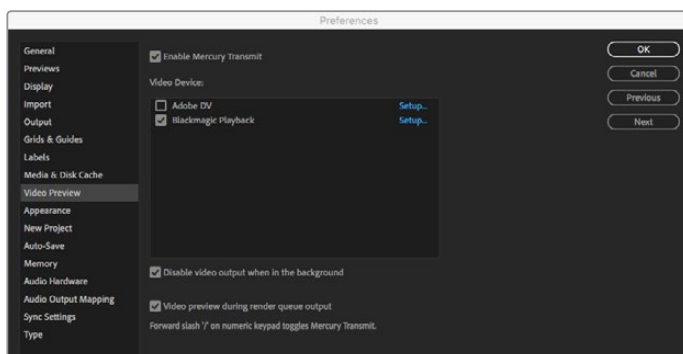 Preferences
General
Previews
Display
Import
Output
Grids & Guides
Labels
Media & Disk Cache
Video Preview
Appearance
New Project
Auto-Save
Memory
Audio Hardware
Audio Output Mapping
Sync Settings
Type
Enable Mercury Transmit
Video Device:
Adobe DV Setup...
Blackmagic Playback Setup...
Disable video output when in the background
Video preview during render queue output
Forward slash '/' on numeric keypad toggles Mercury Transmit.
OK
Cancel
Previous
Next